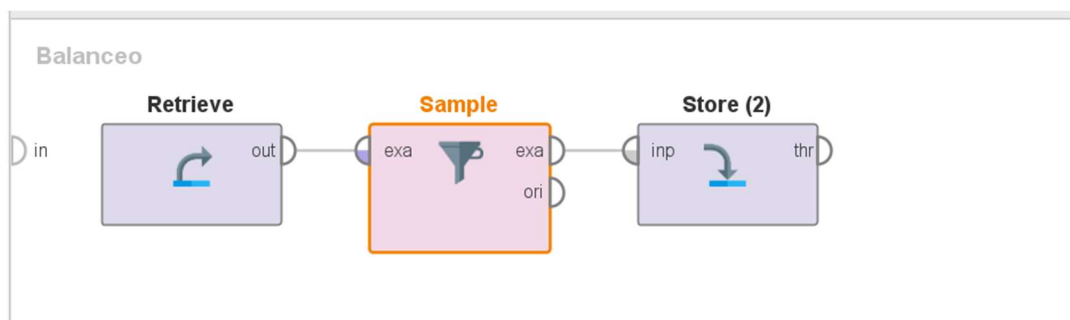 Balanceo
Retrieve
Sample
Store (2)
in
out
exa
exa
inp
thr
ori